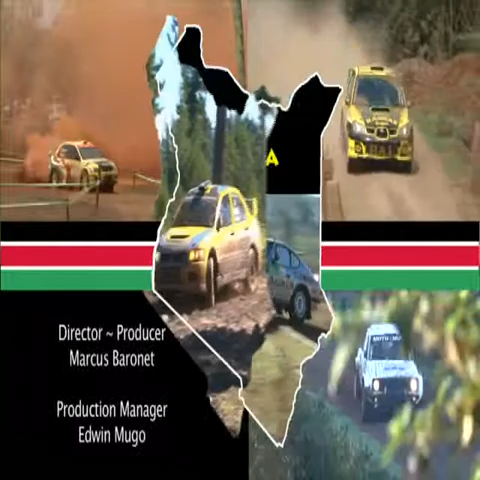 A
Director ~ Producer
Marcus Baronet
Production Manager
Edwin Mugo